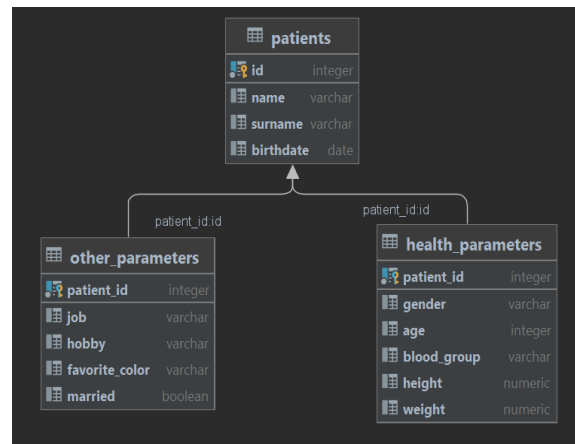 patients
id integer
name varchar
surname varchar
birthdate date
patient_id:id
patient_id:id
other_parameters
patient_id integer
job varchar
hobby varchar
favorite_color varchar
married boolean
health_parameters
patient_id integer
gender varchar
age integer
blood_group varchar
height numeric
weight numeric